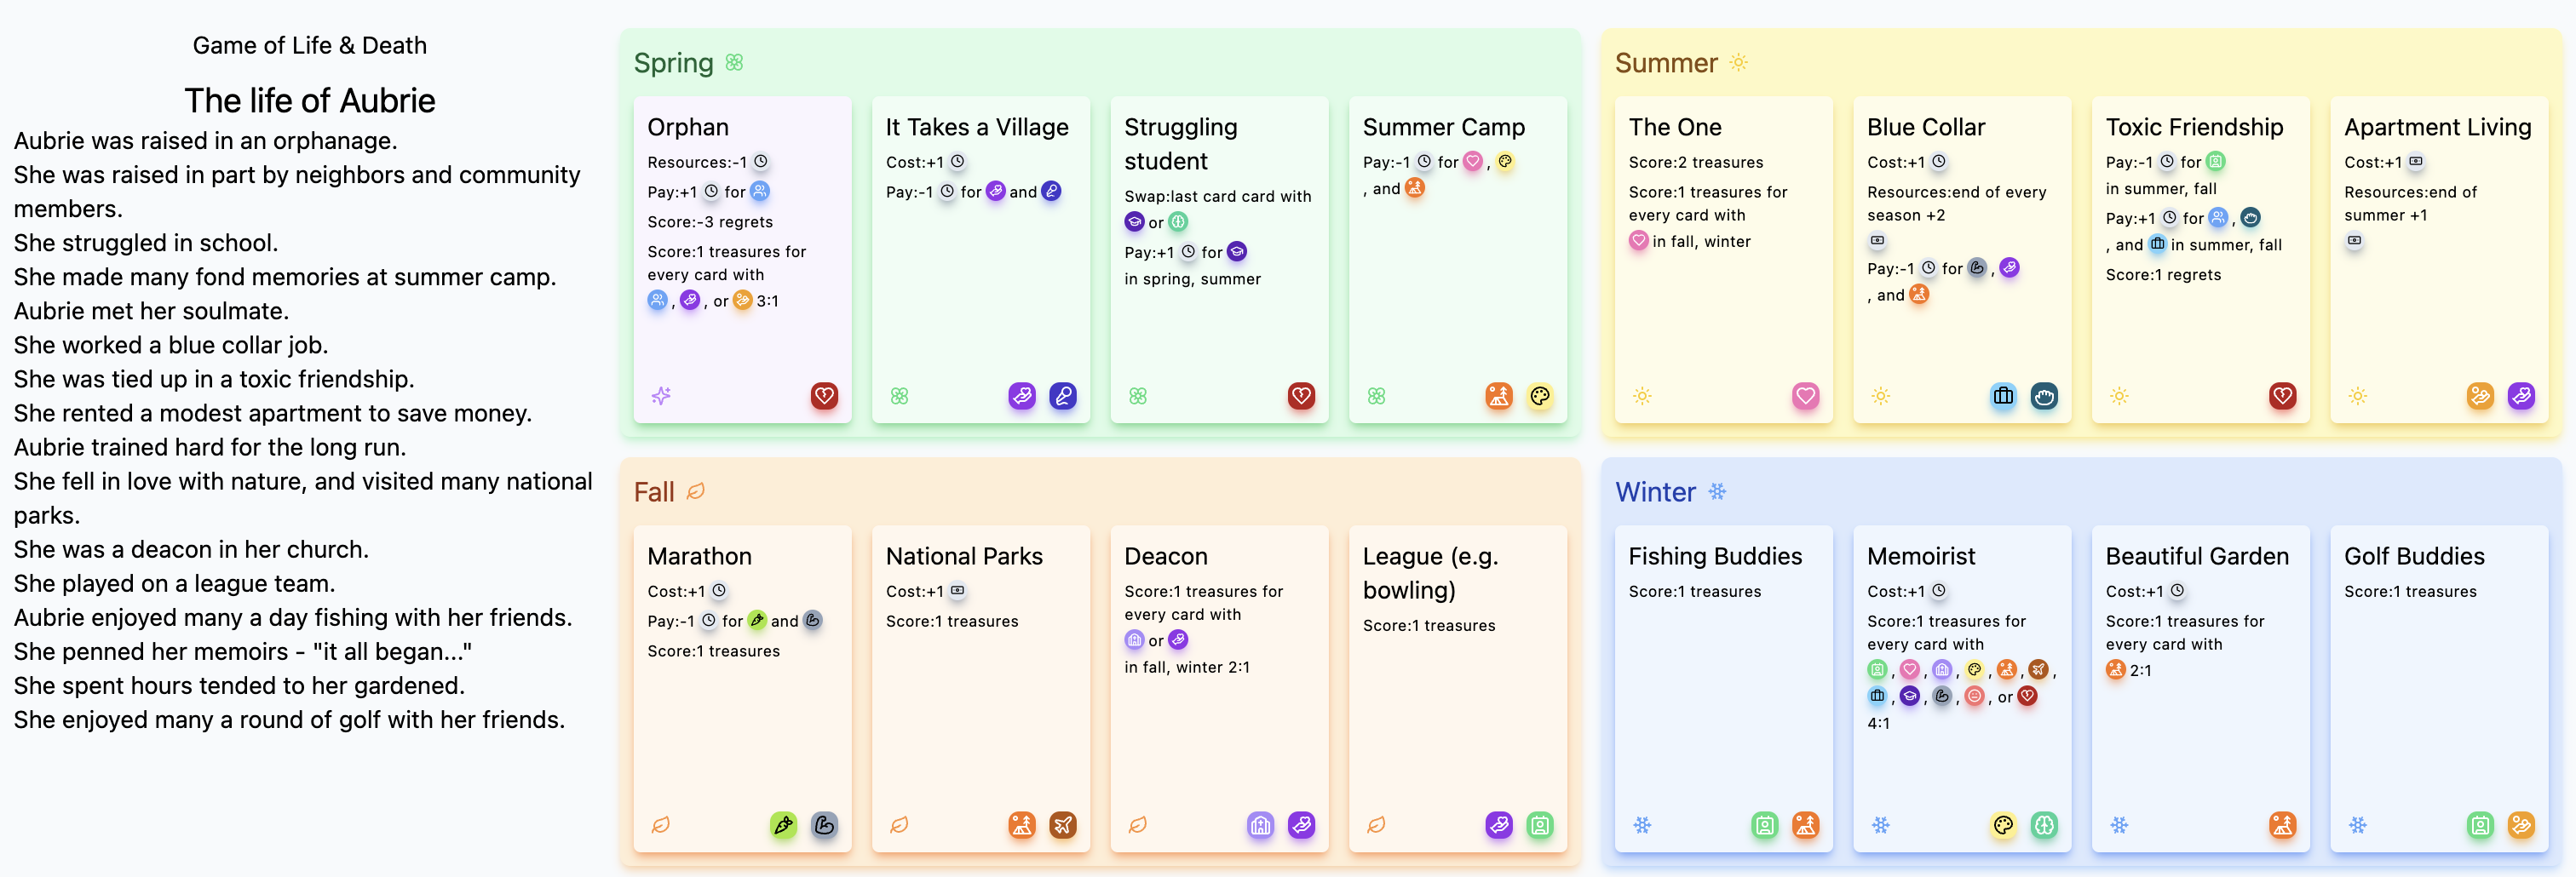 Game of Life & Death
The life of Aubrie
Aubrie was raised in an orphanage.
She was raised in part by neighbors and community
members.
She struggled in school.
She made many fond memories at summer camp.
Aubrie met her soulmate.
She worked a blue collar job.
She was tied up in a toxic friendship.
She rented a modest apartment to save money.
Aubrie trained hard for the long run.
She fell in love with nature, and visited many national
parks.
She was a deacon in her church.
She played on a league team.
Aubrie enjoyed many a day fishing with her friends.
She penned her memoirs - "it all began..."
She spent hours tended to her gardened.
She enjoyed many a round of golf with her friends.
Spring
Orphan
Resources:-1
Pay:+1 for
Score:-3 regrets
Score:1 treasures for
every card with
, , or 3:1
It Takes a Village
Cost:+1
Pay:-1 for and
Struggling
student
Swap:last card card with
or
Pay:+1 for
in spring, summer
Summer Camp
Pay:-1 for ,
, and
Summer
The One
Score:2 treasures
Score:1 treasures for
every card with
in fall, winter
Blue Collar
Cost:+1
Resources:end of every
season +2
Pay:-1 for ,
, and
Toxic Friendship
Pay:-1 for
in summer, fall
Pay:+1 for ,
, and in summer, fall
Score:1 regrets
Apartment Living
Cost:+1
Resources:end of
summer +1
Fall
Marathon
Cost:+1
Pay:-1 for and
Score:1 treasures
National Parks
Cost:+1
Score:1 treasures
Deacon
Score:1 treasures for
every card with
or
in fall, winter 2:1
League (e.g.
bowling)
Score:1 treasures
Winter
Fishing Buddies
Score:1 treasures
Memoirist
Cost:+1
Score:1 treasures for
every card with
, , , , , ,
, , , , or
4:1
Beautiful Garden
Cost:+1
Score:1 treasures for
every card with
2:1
Golf Buddies
Score:1 treasures